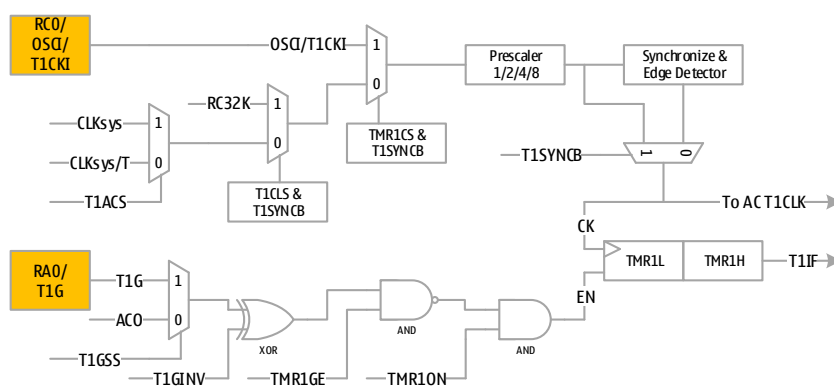 RC0/
OSCI/
T1CKI
OSCI/T1CKI
1
0
Prescaler
1/2/4/8
Synchronize &
Edge Detector
RC32K
1
0
CLKsys
1
CLKsys/T
0
T1ACS
TMR1CS &
T1SYNCB
T1CLS &
T1SYNCB
T1SYNCB
1
0
To AC T1CLK
CK
TMR1L
TMR1H
T1IF
EN
RA0/
T1G
T1G
1
ACO
0
T1GSS
XOR
AND
AND
T1GINV
TMR1GE
TMR1ON